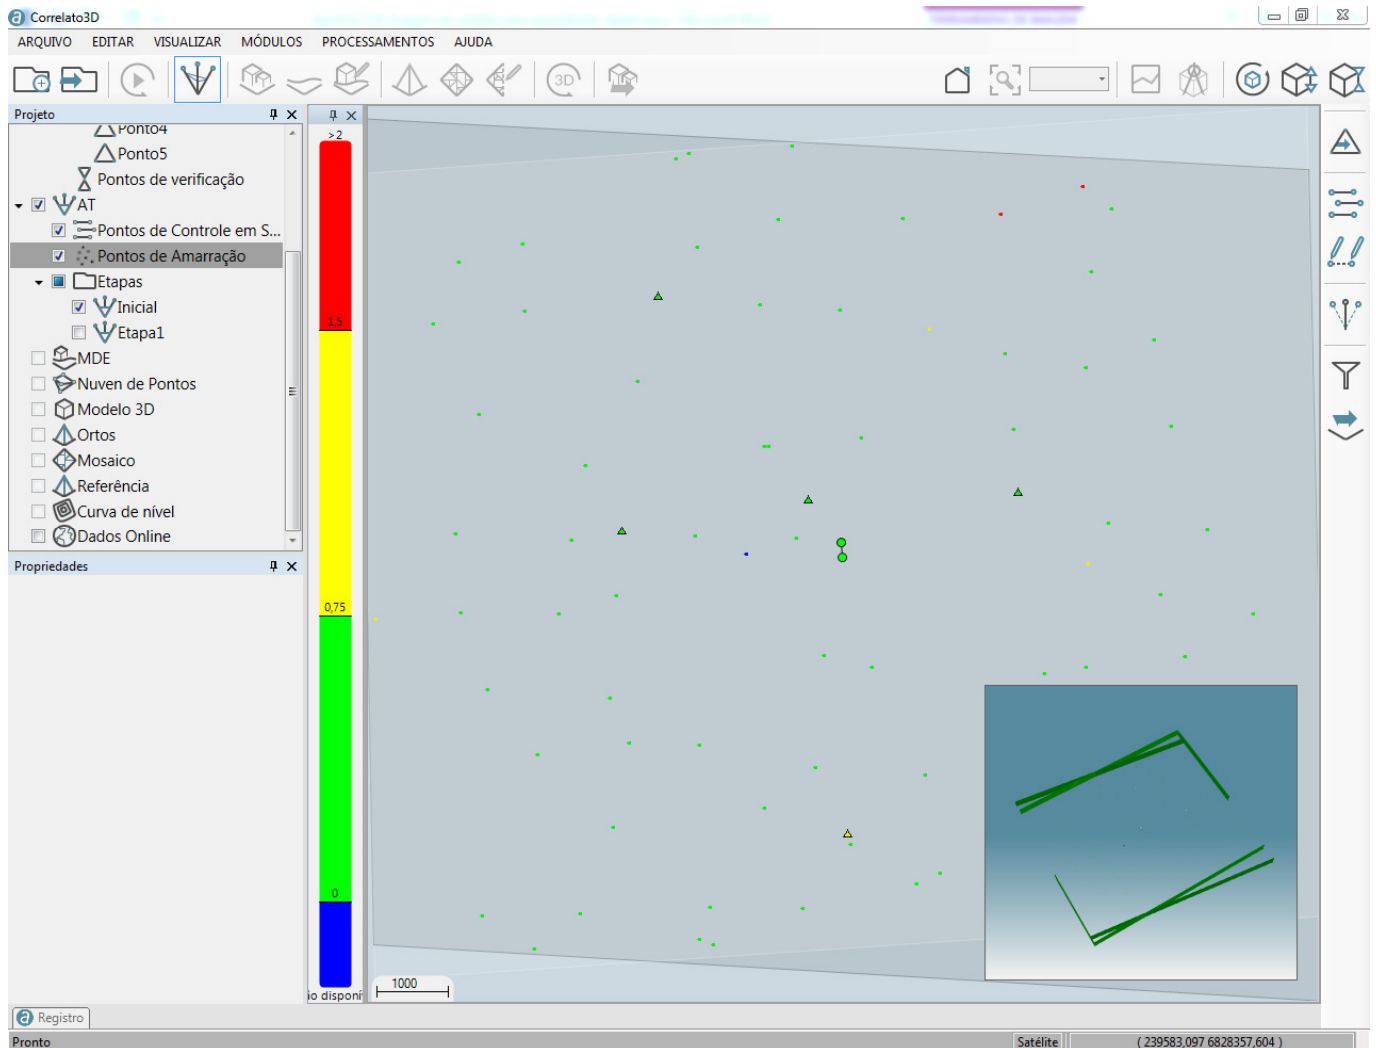 Correlato3D
ARQUIVO EDITAR VISUALIZAR MÓDULOS PROCESSAMENTOS AJUDA
3D
Projeto
Ponto4
Ponto5
Pontos de verificação
AT
Pontos de Controle em S...
Pontos de Amarração
Etapas
Inicial
Etapa1
MDE
Nuven de Pontos
Modelo 3D
Ortos
Mosaico
Referência
Curva de nível
Dados Online
Propriedades
>2
1,5
0,75
0
io disponí
1000
Registro
Pronto
Satélite
( 239583,097 6828357,604 )